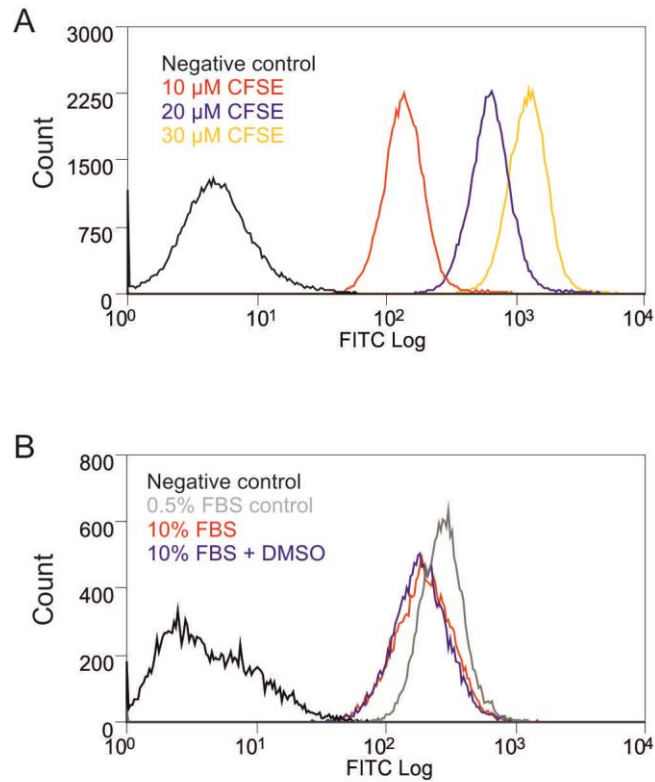 A
3000
2250
1500
750
0
Count
Negative control
10 µM CFSE
20 µM CFSE
30 µM CFSE
10⁰ 10¹ 10² 10³ 10⁴
FITC Log
B
800
600
400
200
0
Count
Negative control
0.5% FBS control
10% FBS
10% FBS + DMSO
10⁰ 10¹ 10² 10³ 10⁴
FITC Log